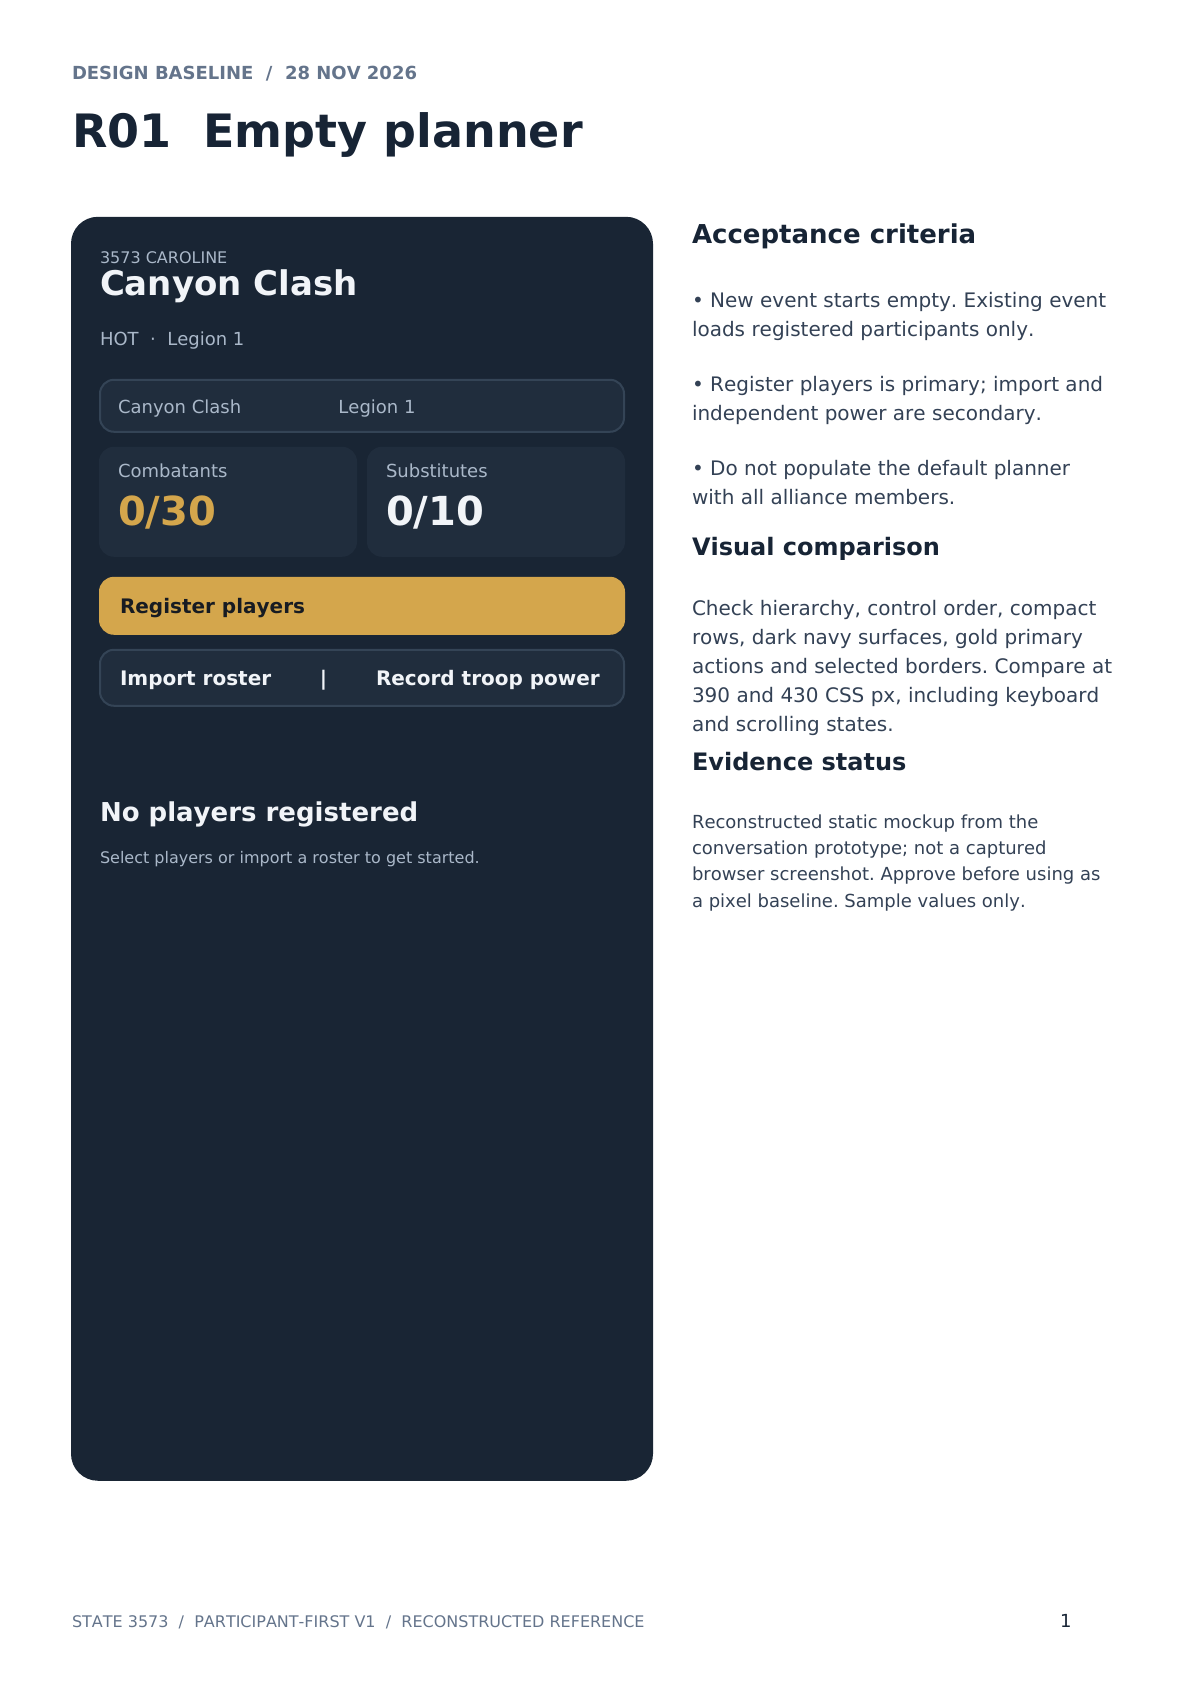 DESIGN BASELINE / 28 NOV 2026
R01 Empty planner
3573 CAROLINE
Canyon Clash
HOT · Legion 1
Canyon Clash Legion 1
Combatants Substitutes
0/30 0/10
Register players
Import roster | Record troop power
No players registered
Select players or import a roster to get started.
Acceptance criteria
• New event starts empty. Existing event
loads registered participants only.
• Register players is primary; import and
independent power are secondary.
• Do not populate the default planner
with all alliance members.
Visual comparison
Check hierarchy, control order, compact
rows, dark navy surfaces, gold primary
actions and selected borders. Compare at
390 and 430 CSS px, including keyboard
and scrolling states.
Evidence status
Reconstructed static mockup from the
conversation prototype; not a captured
browser screenshot. Approve before using as
a pixel baseline. Sample values only.
STATE 3573 / PARTICIPANT-FIRST V1 / RECONSTRUCTED REFERENCE 1